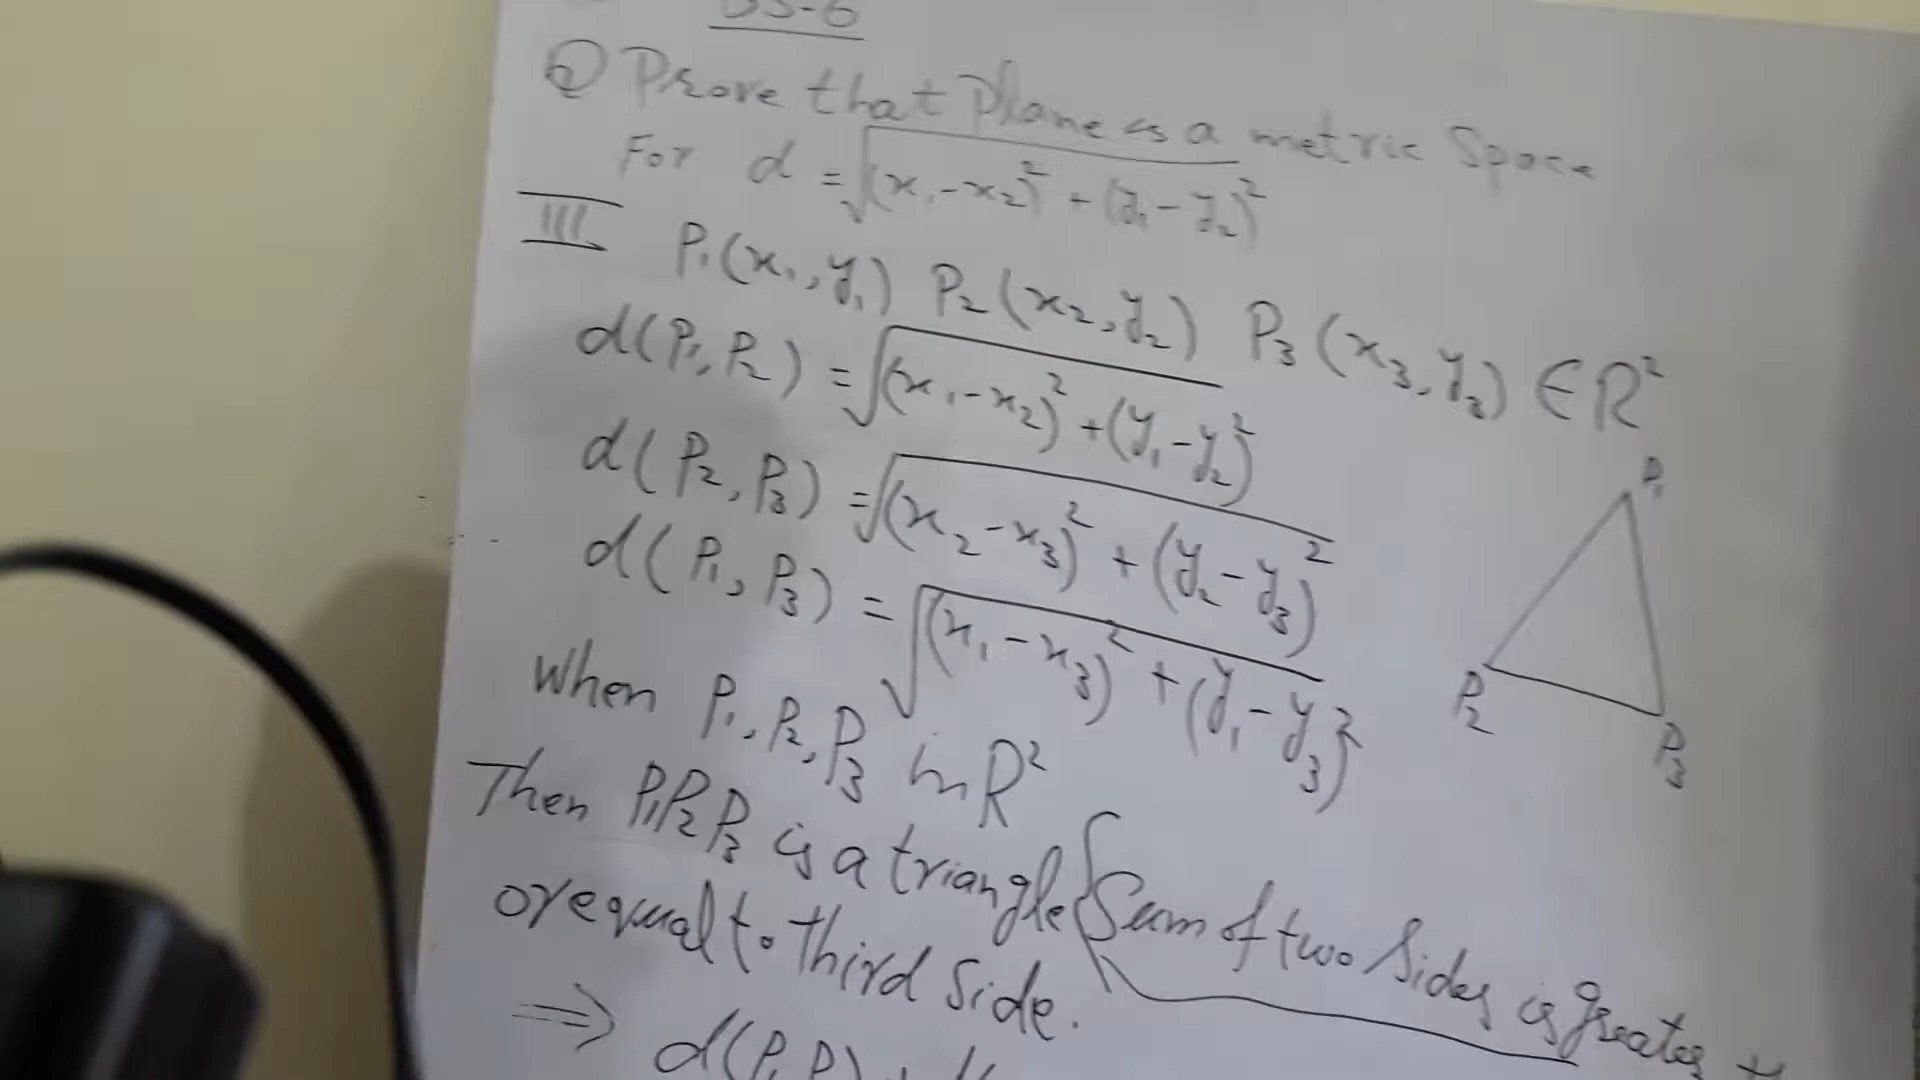 BS-6
Q Prove that Plane is a metric Space
For d = √(x₁-x₂)² + (y₁-y₂)²
III P₁(x₁,y₁) P₂(x₂,y₂) P₃(x₃,y₃) ∈ R²
d(P₁,P₂) = √(x₁-x₂)² + (y₁-y₂)²
d(P₂,P₃) = √(x₂-x₃)² + (y₂-y₃)²
d(P₁,P₃) = √(x₁-x₃)² + (y₁-y₃)²
P₁
P₂
P₃
When P₁,P₂,P₃ in R²
Then P₁P₂P₃ is a triangle {Sum of two Sides is greater
or equal to third Side.
⇒ d(P₁P